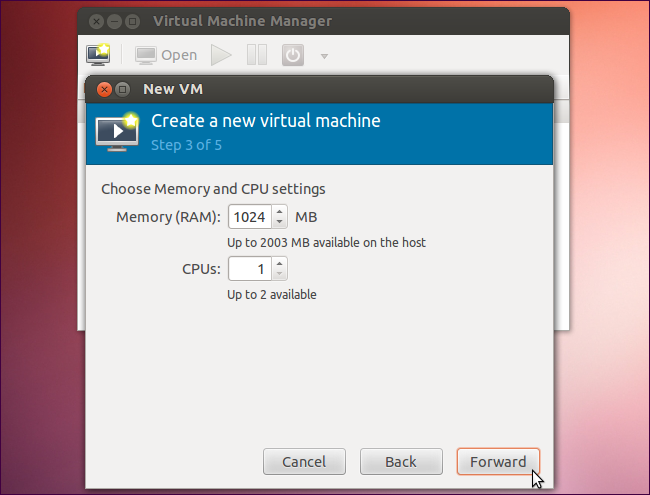 Virtual Machine Manager
Open
New VM
Create a new virtual machine
Step 3 of 5
Choose Memory and CPU settings
Memory (RAM): 1024 MB
Up to 2003 MB available on the host
CPUs: 1
Up to 2 available
Cancel Back Forward